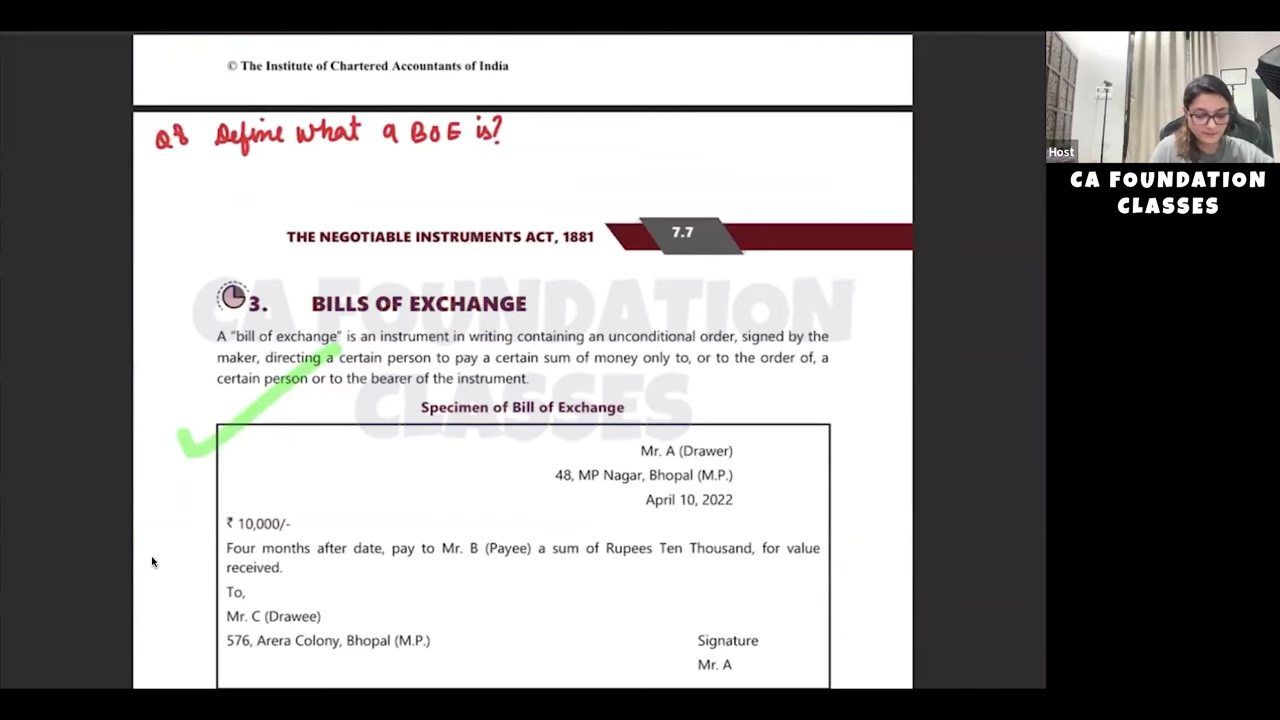 © The Institute of Chartered Accountants of India
Q8 Define What a BOE is?
Host
CA FOUNDATION
CLASSES
THE NEGOTIABLE INSTRUMENTS ACT, 1881 7.7
CA FOUNDATION
CLASSES
3. BILLS OF EXCHANGE
A “bill of exchange” is an instrument in writing containing an unconditional order, signed by the
maker, directing a certain person to pay a certain sum of money only to, or to the order of, a
certain person or to the bearer of the instrument.
Specimen of Bill of Exchange
Mr. A (Drawer)
48, MP Nagar, Bhopal (M.P.)
April 10, 2022
₹ 10,000/-
Four months after date, pay to Mr. B (Payee) a sum of Rupees Ten Thousand, for value
received.
To,
Mr. C (Drawee)
576, Arera Colony, Bhopal (M.P.) Signature
Mr. A